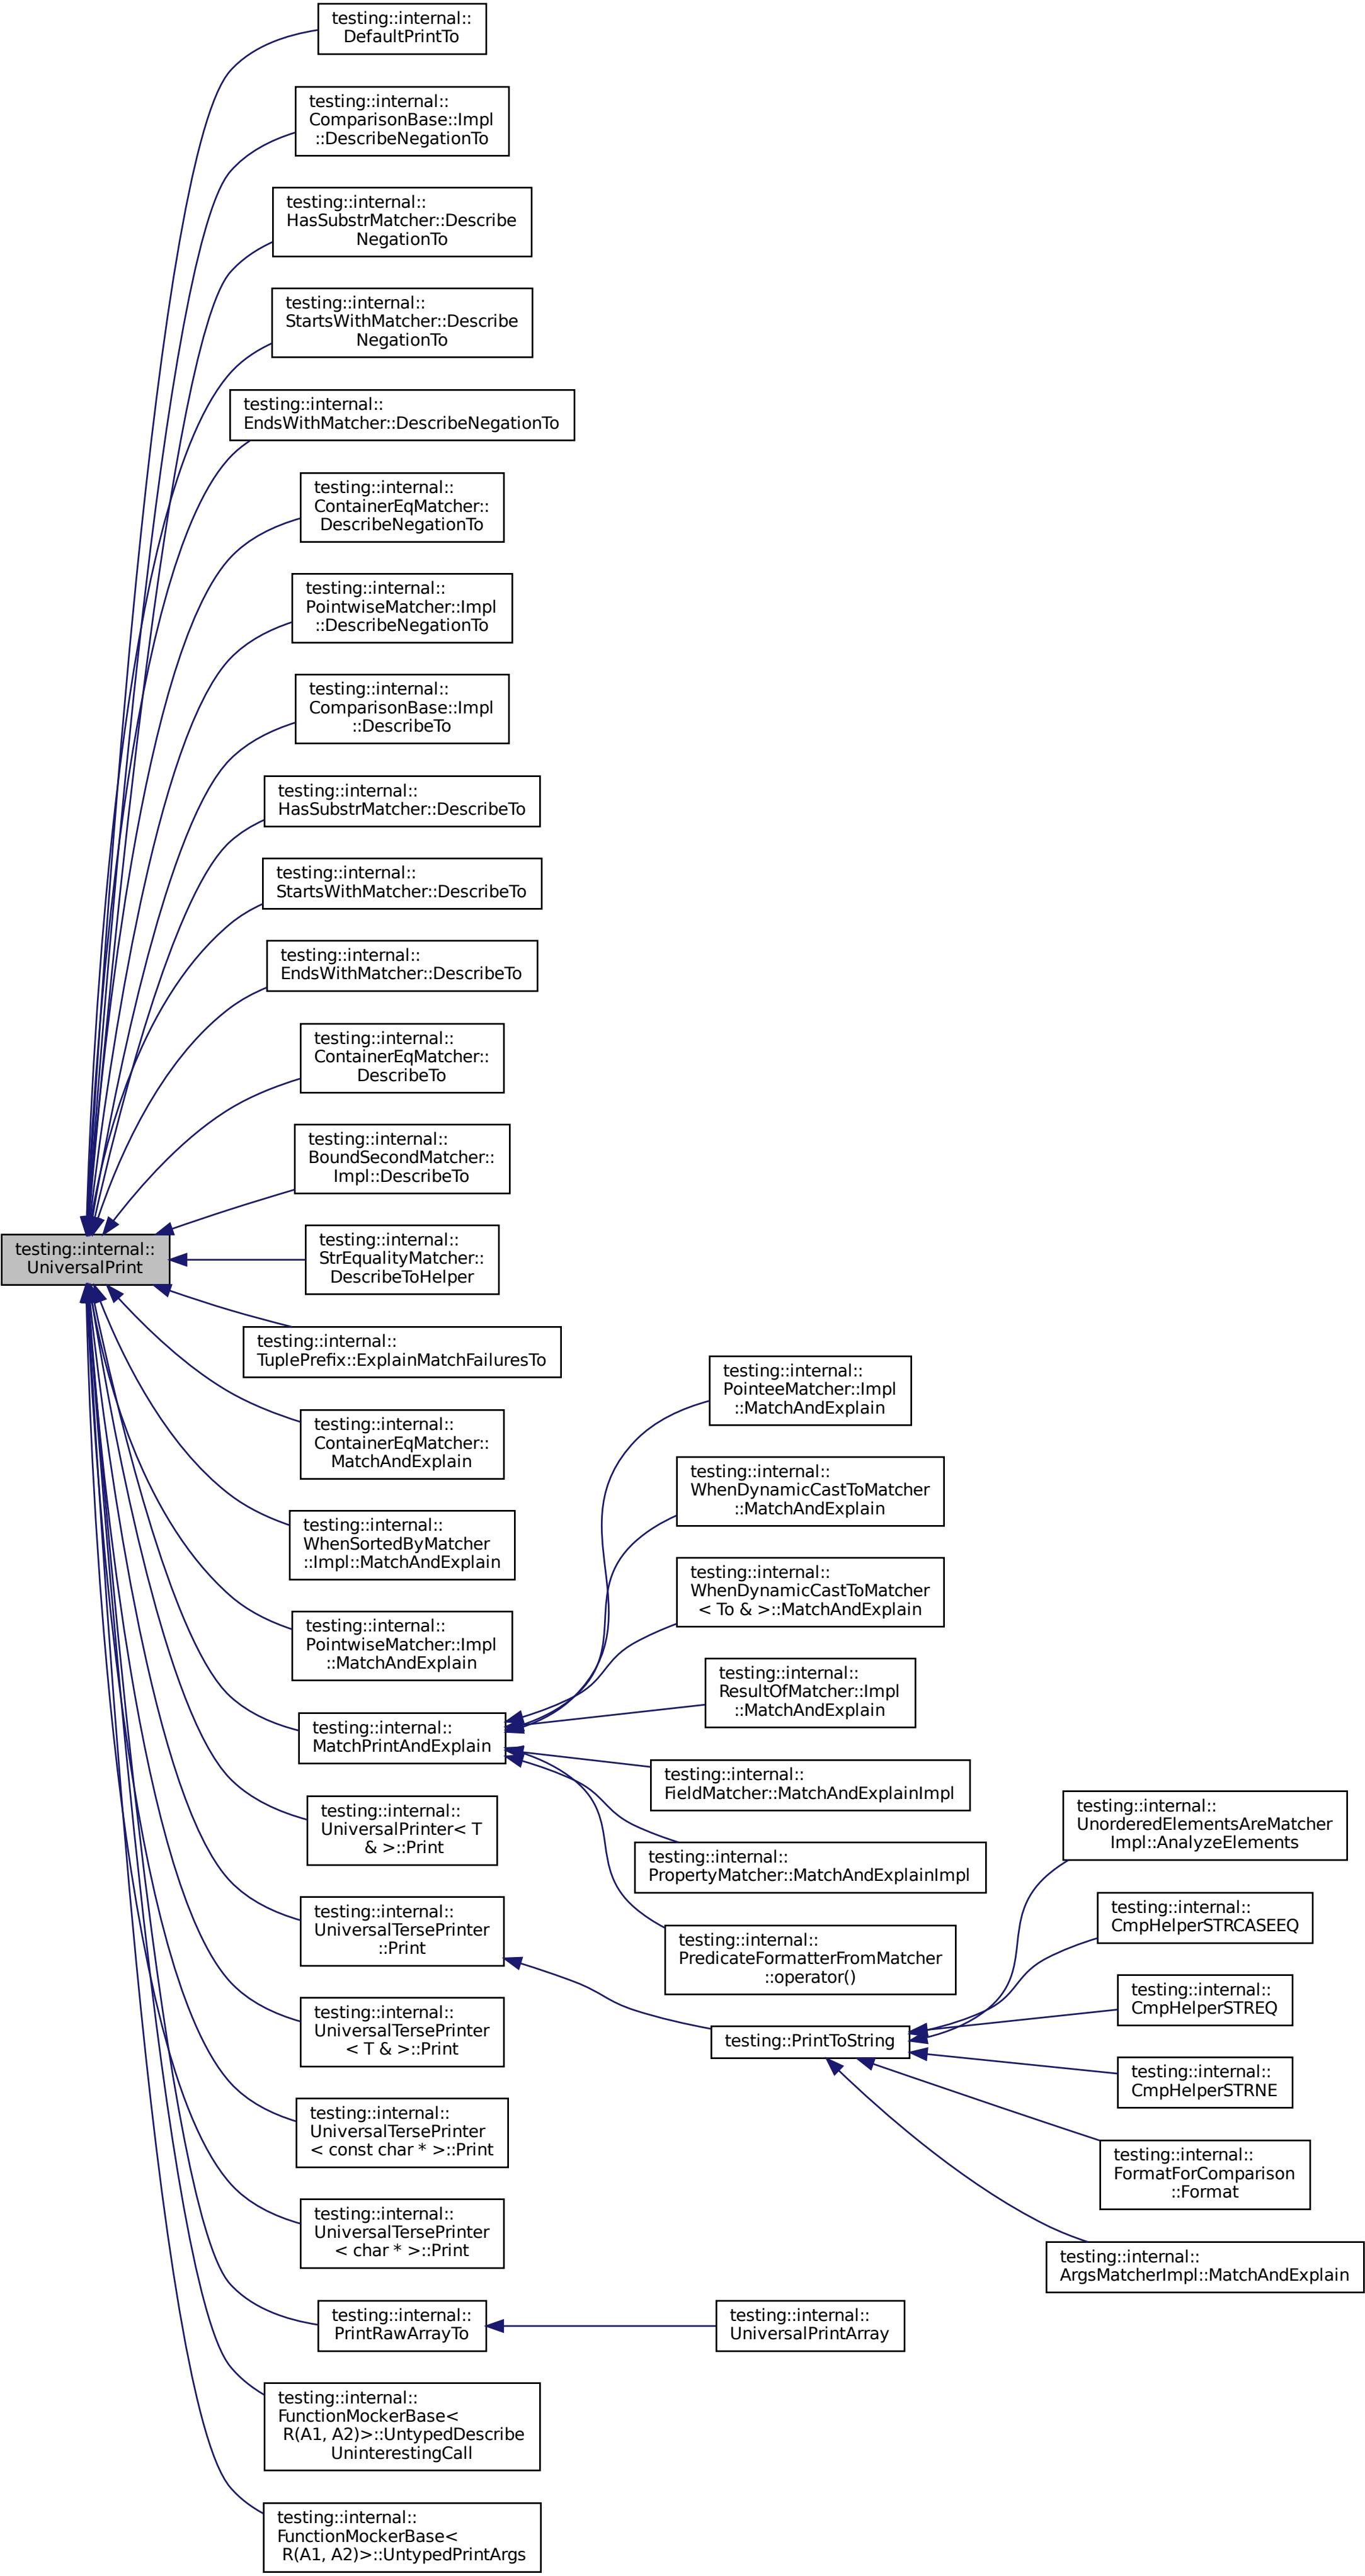 testing::internal::
DefaultPrintTo
testing::internal::
ComparisonBase::Impl
::DescribeNegationTo
testing::internal::
HasSubstrMatcher::Describe
NegationTo
testing::internal::
StartsWithMatcher::Describe
NegationTo
testing::internal::
EndsWithMatcher::DescribeNegationTo
testing::internal::
ContainerEqMatcher::
DescribeNegationTo
testing::internal::
PointwiseMatcher::Impl
::DescribeNegationTo
testing::internal::
ComparisonBase::Impl
::DescribeTo
testing::internal::
HasSubstrMatcher::DescribeTo
testing::internal::
StartsWithMatcher::DescribeTo
testing::internal::
EndsWithMatcher::DescribeTo
testing::internal::
ContainerEqMatcher::
DescribeTo
testing::internal::
BoundSecondMatcher::
Impl::DescribeTo
testing::internal::
UniversalPrint
testing::internal::
StrEqualityMatcher::
DescribeToHelper
testing::internal::
TuplePrefix::ExplainMatchFailuresTo
testing::internal::
ContainerEqMatcher::
MatchAndExplain
testing::internal::
WhenSortedByMatcher
::Impl::MatchAndExplain
testing::internal::
PointwiseMatcher::Impl
::MatchAndExplain
testing::internal::
MatchPrintAndExplain
testing::internal::
PointeeMatcher::Impl
::MatchAndExplain
testing::internal::
WhenDynamicCastToMatcher
::MatchAndExplain
testing::internal::
WhenDynamicCastToMatcher
< To & >::MatchAndExplain
testing::internal::
ResultOfMatcher::Impl
::MatchAndExplain
testing::internal::
FieldMatcher::MatchAndExplainImpl
testing::internal::
PropertyMatcher::MatchAndExplainImpl
testing::internal::
PredicateFormatterFromMatcher
::operator()
testing::internal::
UniversalPrinter< T
& >::Print
testing::internal::
UniversalTersePrinter
::Print
testing::PrintToString
testing::internal::
UnorderedElementsAreMatcher
Impl::AnalyzeElements
testing::internal::
CmpHelperSTRCASEEQ
testing::internal::
CmpHelperSTREQ
testing::internal::
CmpHelperSTRNE
testing::internal::
FormatForComparison
::Format
testing::internal::
ArgsMatcherImpl::MatchAndExplain
testing::internal::
UniversalTersePrinter
< T & >::Print
testing::internal::
UniversalTersePrinter
< const char * >::Print
testing::internal::
UniversalTersePrinter
< char * >::Print
testing::internal::
PrintRawArrayTo
testing::internal::
UniversalPrintArray
testing::internal::
FunctionMockerBase<
R(A1, A2)>::UntypedDescribe
UninterestingCall
testing::internal::
FunctionMockerBase<
R(A1, A2)>::UntypedPrintArgs